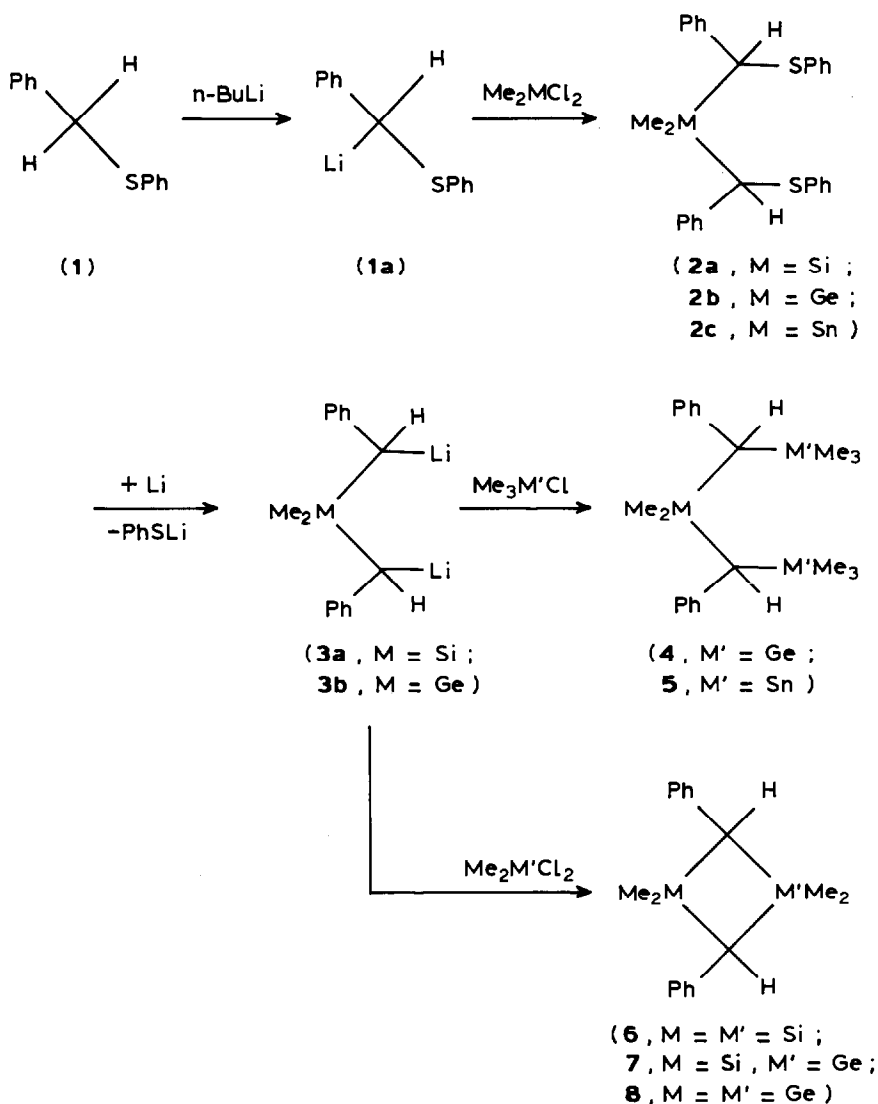 Ph
H
H
SPh
(1)
n-BuLi
Ph
H
Li
SPh
(1a)
Me₂MCl₂
Ph
H
SPh
Me₂M
SPh
Ph
H
(2a, M = Si;
2b, M = Ge;
2c, M = Sn)
+ Li
-PhSLi
Ph
H
Li
Me₂M
Li
Ph
H
(3a, M = Si;
3b, M = Ge)
Me₃M'Cl
Ph
H
M'Me₃
Me₂M
M'Me₃
Ph
H
(4, M' = Ge;
5, M' = Sn)
Me₂M'Cl₂
Ph
H
Me₂M
M'Me₂
Ph
H
(6, M = M' = Si;
7, M = Si, M' = Ge;
8, M = M' = Ge)